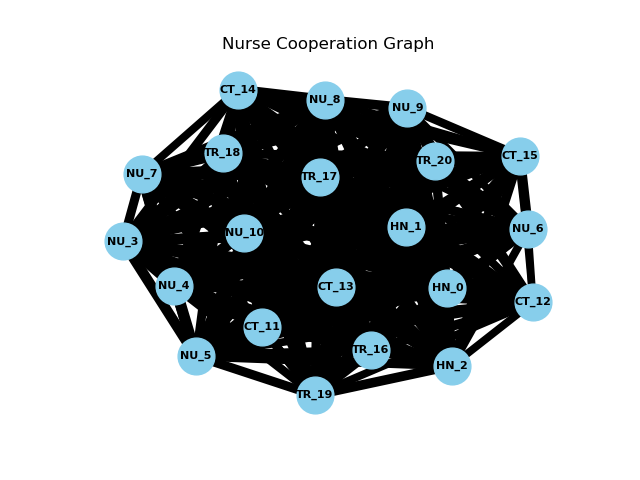 Nurse Cooperation Graph
CT_14
NU_8
NU_9
TR_18
TR_20
CT_15
NU_7
TR_17
NU_3
NU_10
HN_1
NU_6
NU_4
CT_13
HN_0
CT_12
CT_11
NU_5
TR_16
HN_2
TR_19